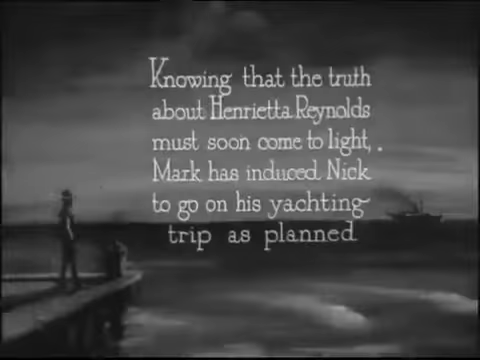 Knowing that the truth
about Henrietta Reynolds
must soon come to light,.
Mark has induced Nick
to go on his yachting-
trip as planned